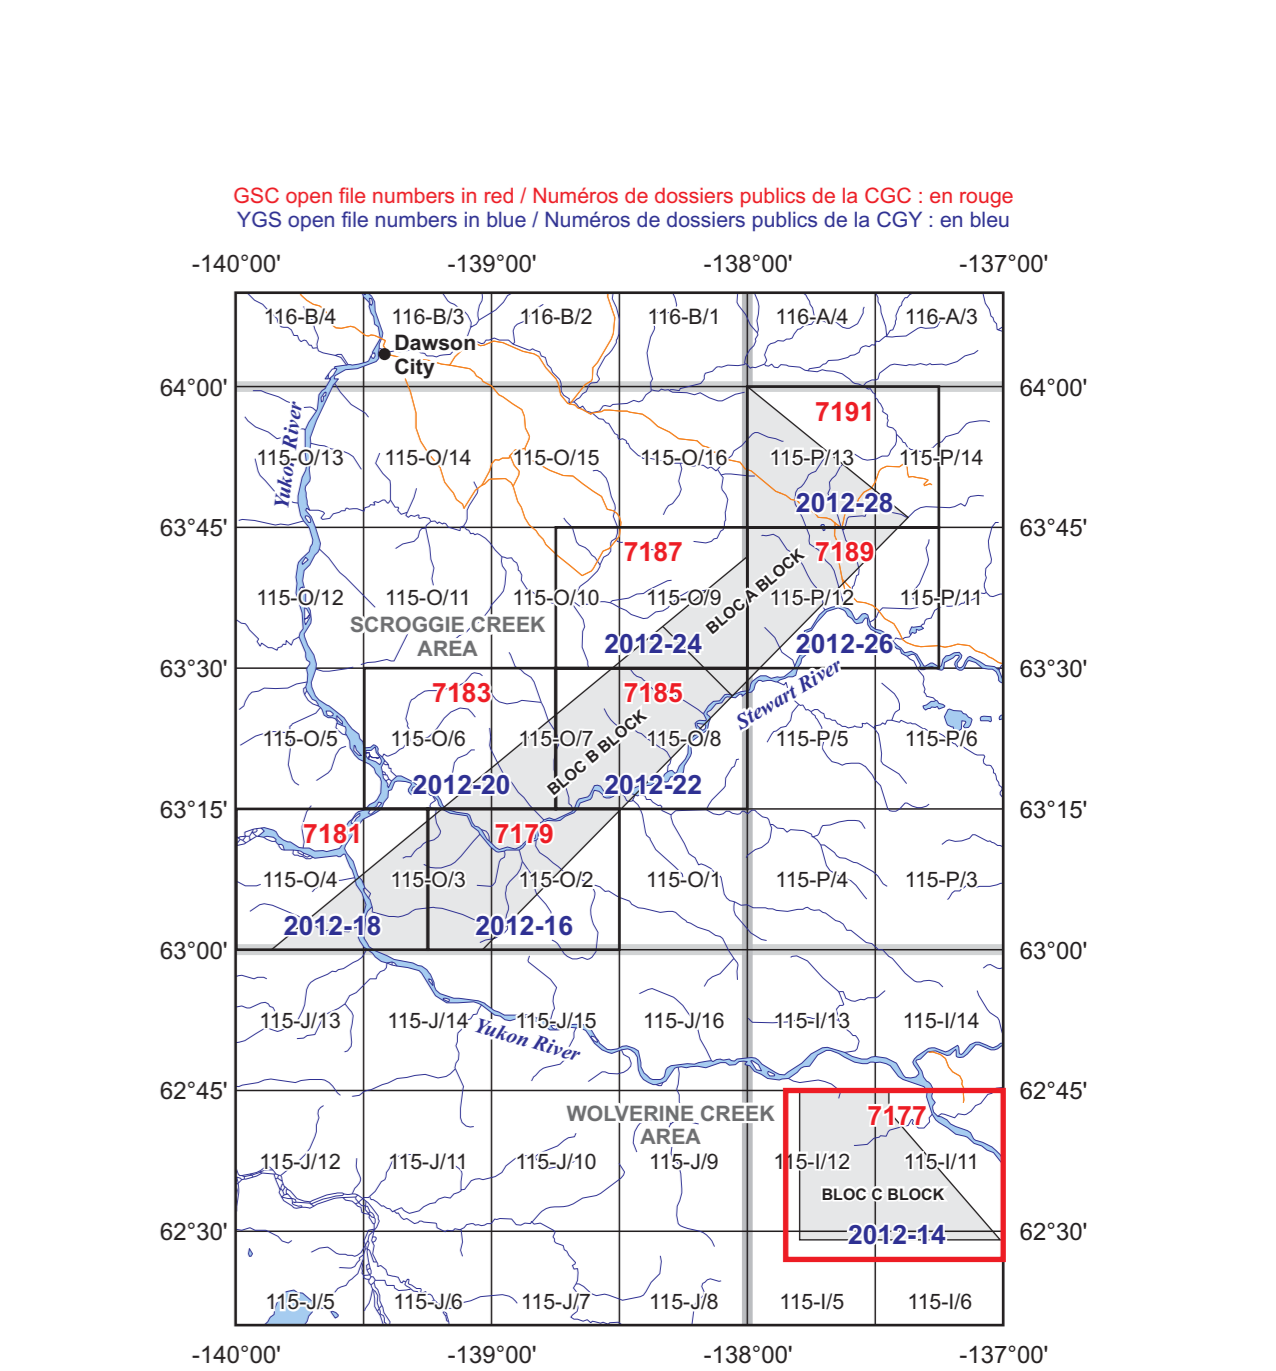 GSC open file numbers in red / Numéros de dossiers publics de la CGC : en rouge
YGS open file numbers in blue / Numéros de dossiers publics de la CGY : en bleu
-140°00' -139°00' -138°00' -137°00'
116-B/4 116-B/3 116-B/2 116-B/1 116-A/4 116-A/3
Dawson
City
64°00' 64°00'
7191
Yukon River
115-O/13 115-O/14 115-O/15 115-O/16 115-P/13 115-P/14
2012-28
63°45' 63°45'
7187 7189
BLOC A BLOCK
115-O/12 115-O/11 115-O/10 115-O/9 115-P/12 115-P/11
SCROGGIE CREEK
AREA
2012-24 2012-26
63°30' 63°30'
7183 7185
Stewart River
115-O/5 115-O/6 115-O/7 115-O/8 115-P/5 115-P/6
BLOC B BLOCK
2012-20 2012-22
63°15' 63°15'
7181 7179
115-O/4 115-O/3 115-O/2 115-O/1 115-P/4 115-P/3
2012-18 2012-16
63°00' 63°00'
115-J/13 115-J/14 115-J/15 115-J/16 115-I/13 115-I/14
Yukon River
62°45' 62°45'
WOLVERINE CREEK
AREA
7177
115-J/12 115-J/11 115-J/10 115-J/9 115-I/12 115-I/11
BLOC C BLOCK
62°30' 62°30'
2012-14
115-J/5 115-J/6 115-J/7 115-J/8 115-I/5 115-I/6
-140°00' -139°00' -138°00' -137°00'